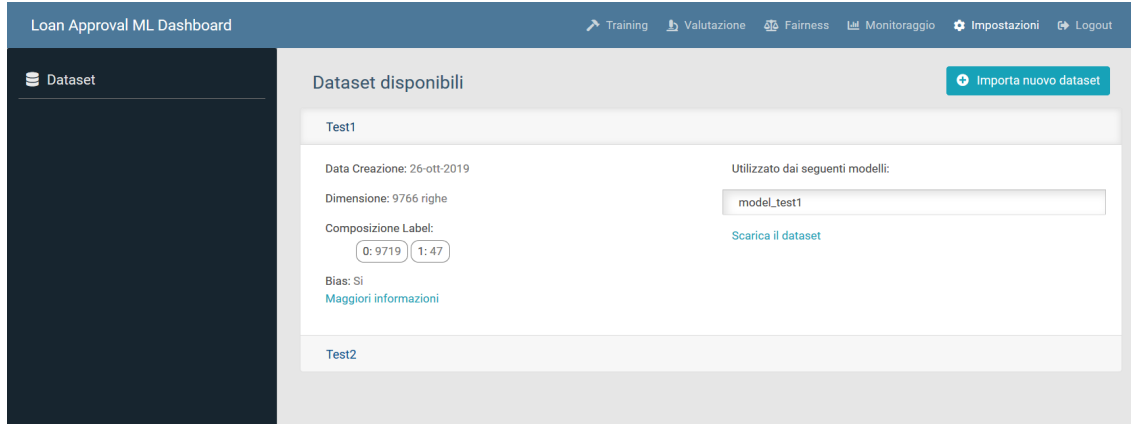 Loan Approval ML Dashboard
Training Valutazione Fairness Monitoraggio Impostazioni Logout
Dataset
Dataset disponibili
Importa nuovo dataset
Test1
Data Creazione: 26-ott-2019
Utilizzato dai seguenti modelli:
Dimensione: 9766 righe
model_test1
Composizione Label:
0: 9719 1: 47
Scarica il dataset
Bias: Si
Maggiori informazioni
Test2